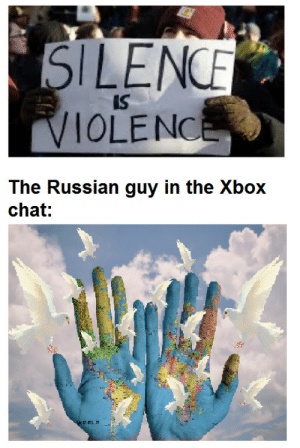 SILENCE
IS
VIOLENCE
The Russian guy in the Xbox
chat: